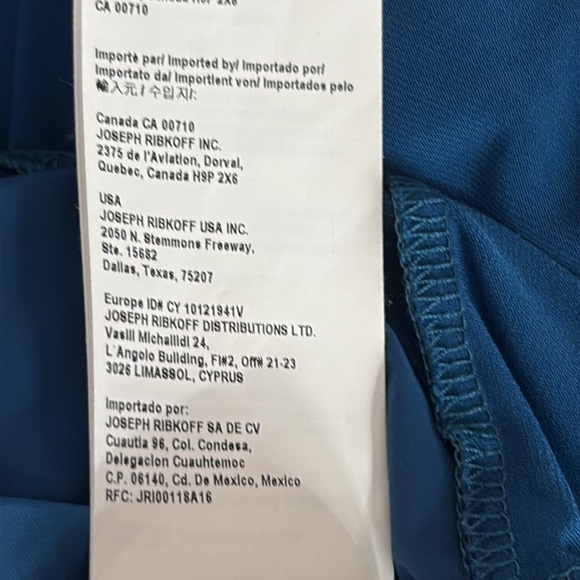 CA 00710
Importé par/ Imported by/ Importado por/
Importato da/ Importient von/ Importados pelo
輸入元 / 수입지/:
Canada CA 00710
JOSEPH RIBKOFF INC.
2375 de l'Aviation, Dorval,
Quebec, Canada H9P 2X6
USA
JOSEPH RIBKOFF USA INC.
2050 N. Stemmons Freeway,
Ste. 15682
Dallas, Texas, 75207
Europe ID# CY 10121941V
JOSEPH RIBKOFF DISTRIBUTIONS LTD.
Vasili Michailidi 24,
L'Angolo Building, Fl#2, Off# 21-23
3026 LIMASSOL, CYPRUS
Importado por:
JOSEPH RIBKOFF SA DE CV
Cuautla 96, Col. Condesa,
Delegacion Cuauhtemoc
C.P. 06140, Cd. De Mexico, Mexico
RFC: JRI00118A16